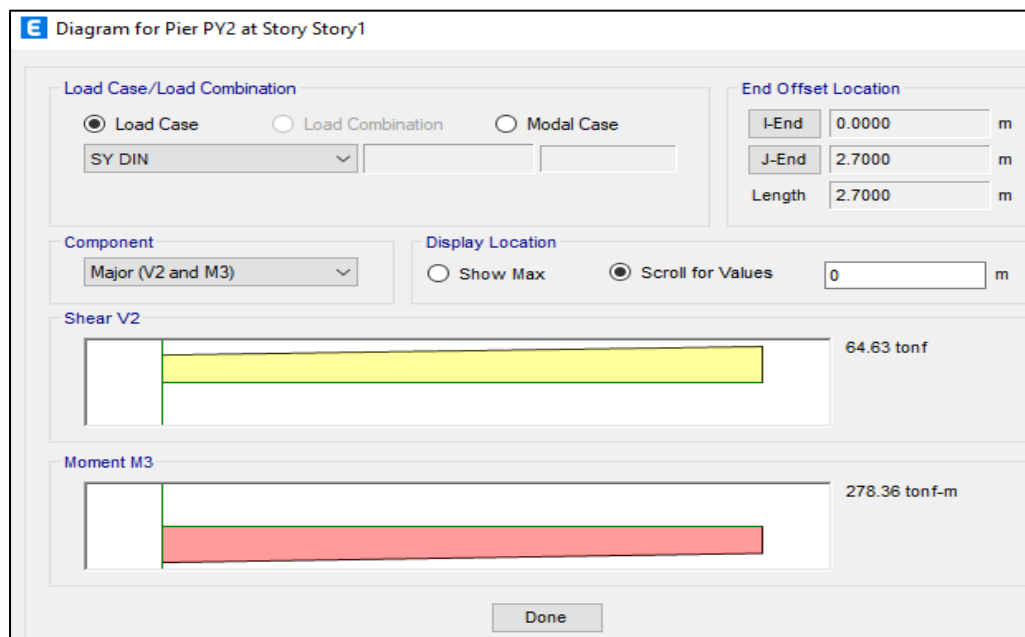 E Diagram for Pier PY2 at Story Story1
Load Case/Load Combination
Load Case Load Combination Modal Case
SY DIN
End Offset Location
I-End 0.0000 m
J-End 2.7000 m
Length 2.7000 m
Component
Major (V2 and M3)
Display Location
Show Max Scroll for Values 0 m
Shear V2
64.63 tonf
Moment M3
278.36 tonf-m
Done